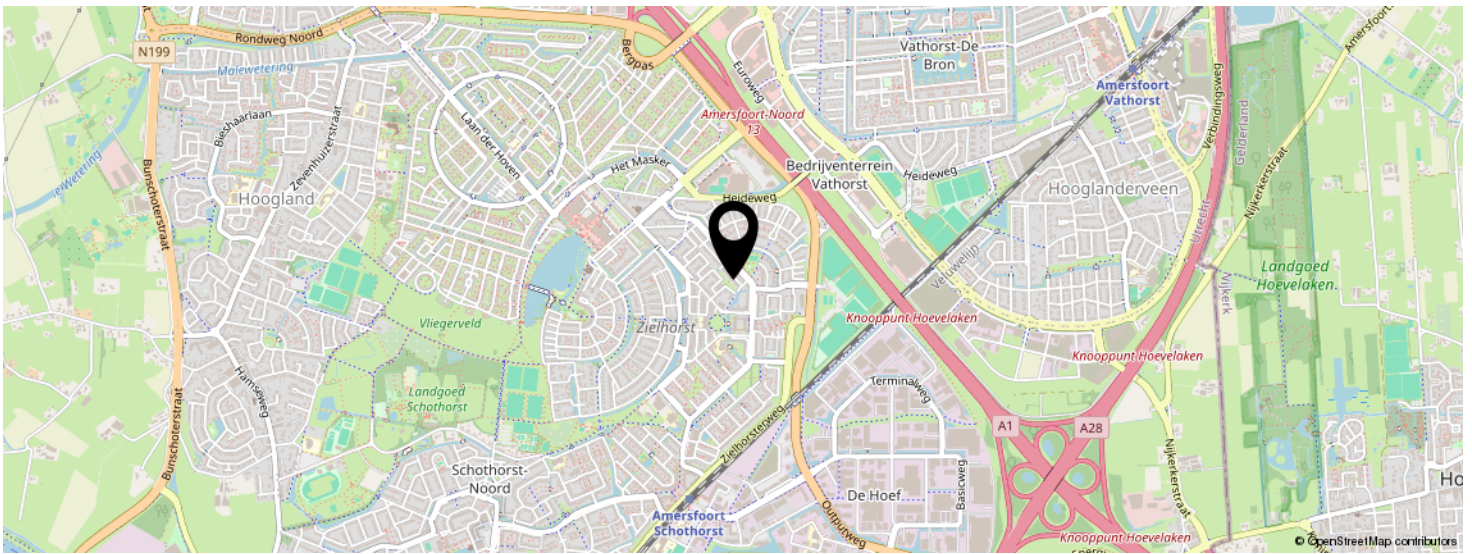 Rondweg Noord
N199
Malewetering
Bergpas
Euroweg
Vathorst-De
Bron
Amersfoort
Vathorst
Verbindingsweg
Gelderland
Utrecht
Bieshaarlaan
Zevenhuizerstraat
Laan der Hoven
Amersfoort-Noord
13
Het Masker
Bedrijventerrein
Vathorst
Heideweg
Heideweg
Hooglanderveen
Nijkerkerstraat
Bunschoterstraat
Hoogland
Veluwelijn
Nijkerk
Landgoed
Hoevelaken
Knooppunt Hoevelaken
Vliegerveld
Zielhorst
Knooppunt Hoevelaken
Hamseweg
Landgoed
Schothorst
Terminalweg
Bunschoterstraat
Zielhorsterweg
A1
A28
Nijkerkerstraat
Schothorst-
Noord
De Hoef
Basicweg
Outputweg
Amersfoort
Schothorst
Knooppunt Hoevelaken
Ho
© OpenStreetMap contributors